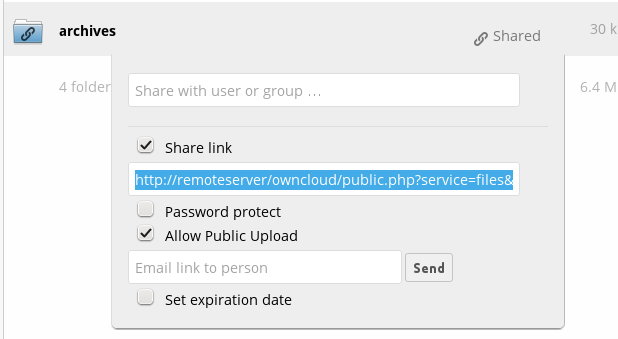 archives
Shared
30 k
4 folder
6.4 M
Share with user or group ...
Share link
http://remoteserver/owncloud/public.php?service=files&
Password protect
Allow Public Upload
Email link to person
Send
Set expiration date